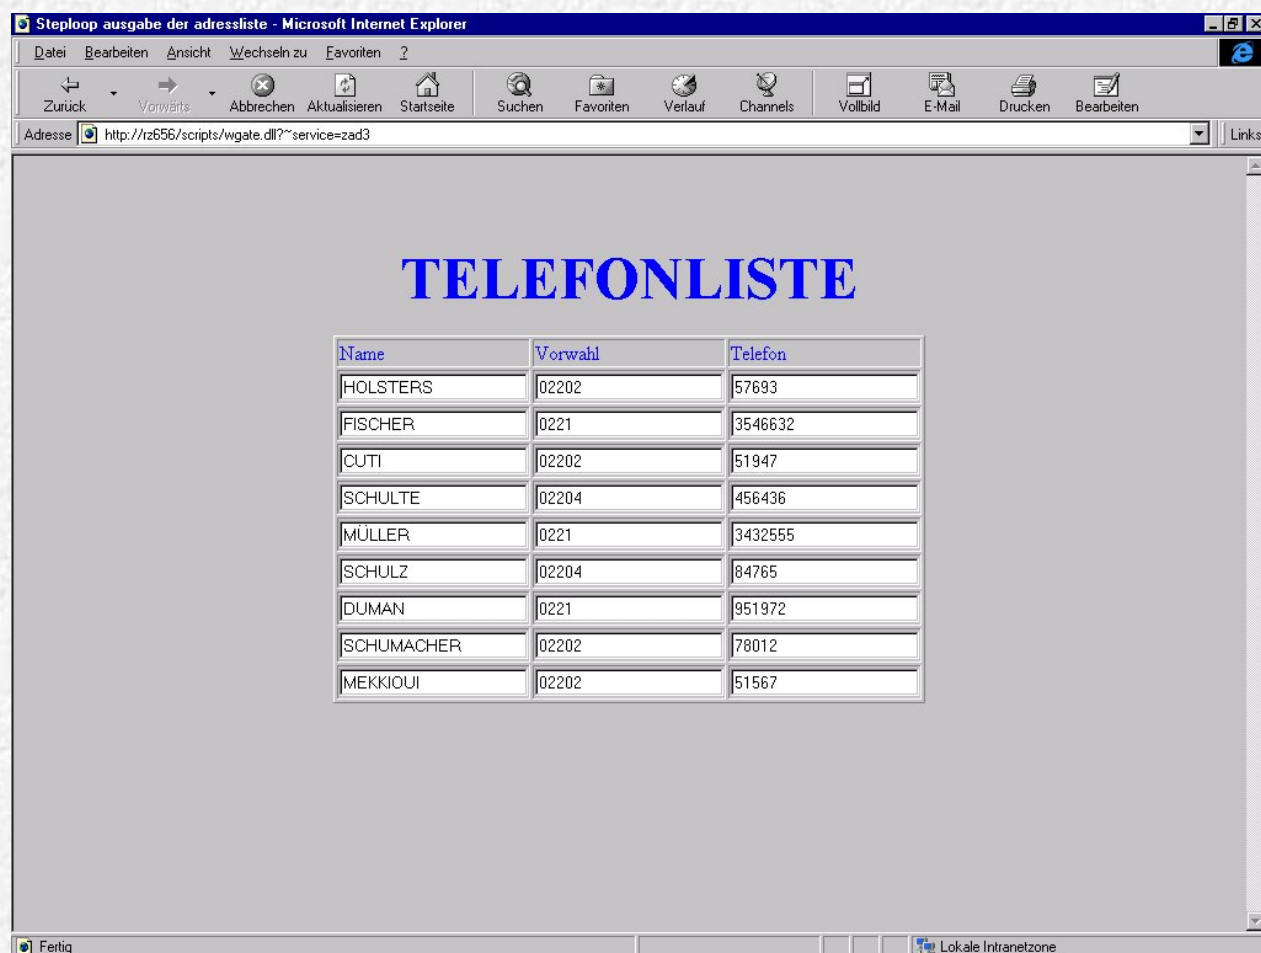 Steploop ausgabe der adressliste - Microsoft Internet Explorer
Datei Bearbeiten Ansicht Wechseln zu Favoriten ?
Zurück Vorwärts Abbrechen Aktualisieren Startseite Suchen Favoriten Verlauf Channels Vollbild E-Mail Drucken Bearbeiten
Adresse http://rz656/scripts/wgate.dll?~service=zad3 Links
TELEFONLISTE
Name Vorwahl Telefon
HOLSTERS 02202 57693
FISCHER 0221 3546632
CUTI 02202 51947
SCHULTE 02204 456436
MÜLLER 0221 3432555
SCHULZ 02204 84765
DUMAN 0221 951972
SCHUMACHER 02202 78012
MEKKIOUI 02202 51567
Fertig Lokale Intranetzone